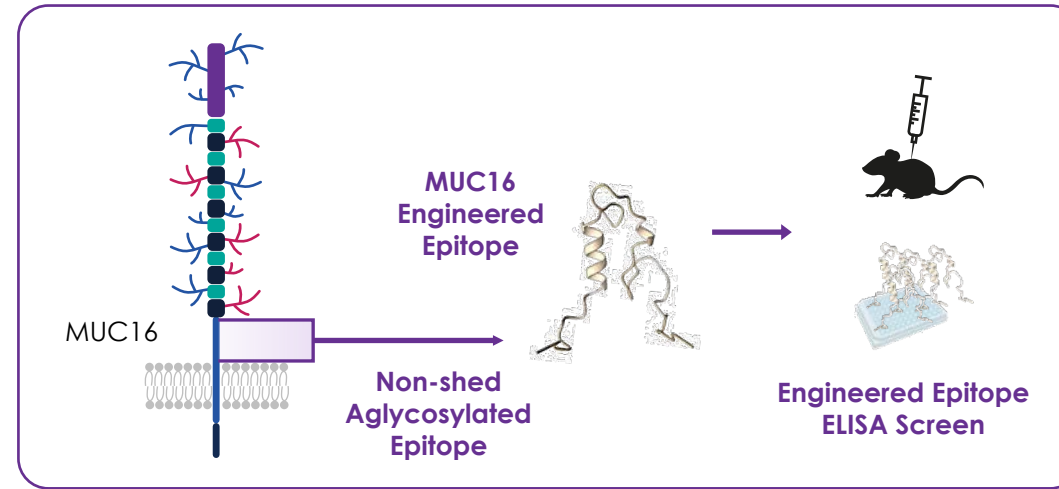 MUC16
Non-shed
Aglycosylated
Epitope
MUC16
Engineered
Epitope
Engineered Epitope
ELISA Screen